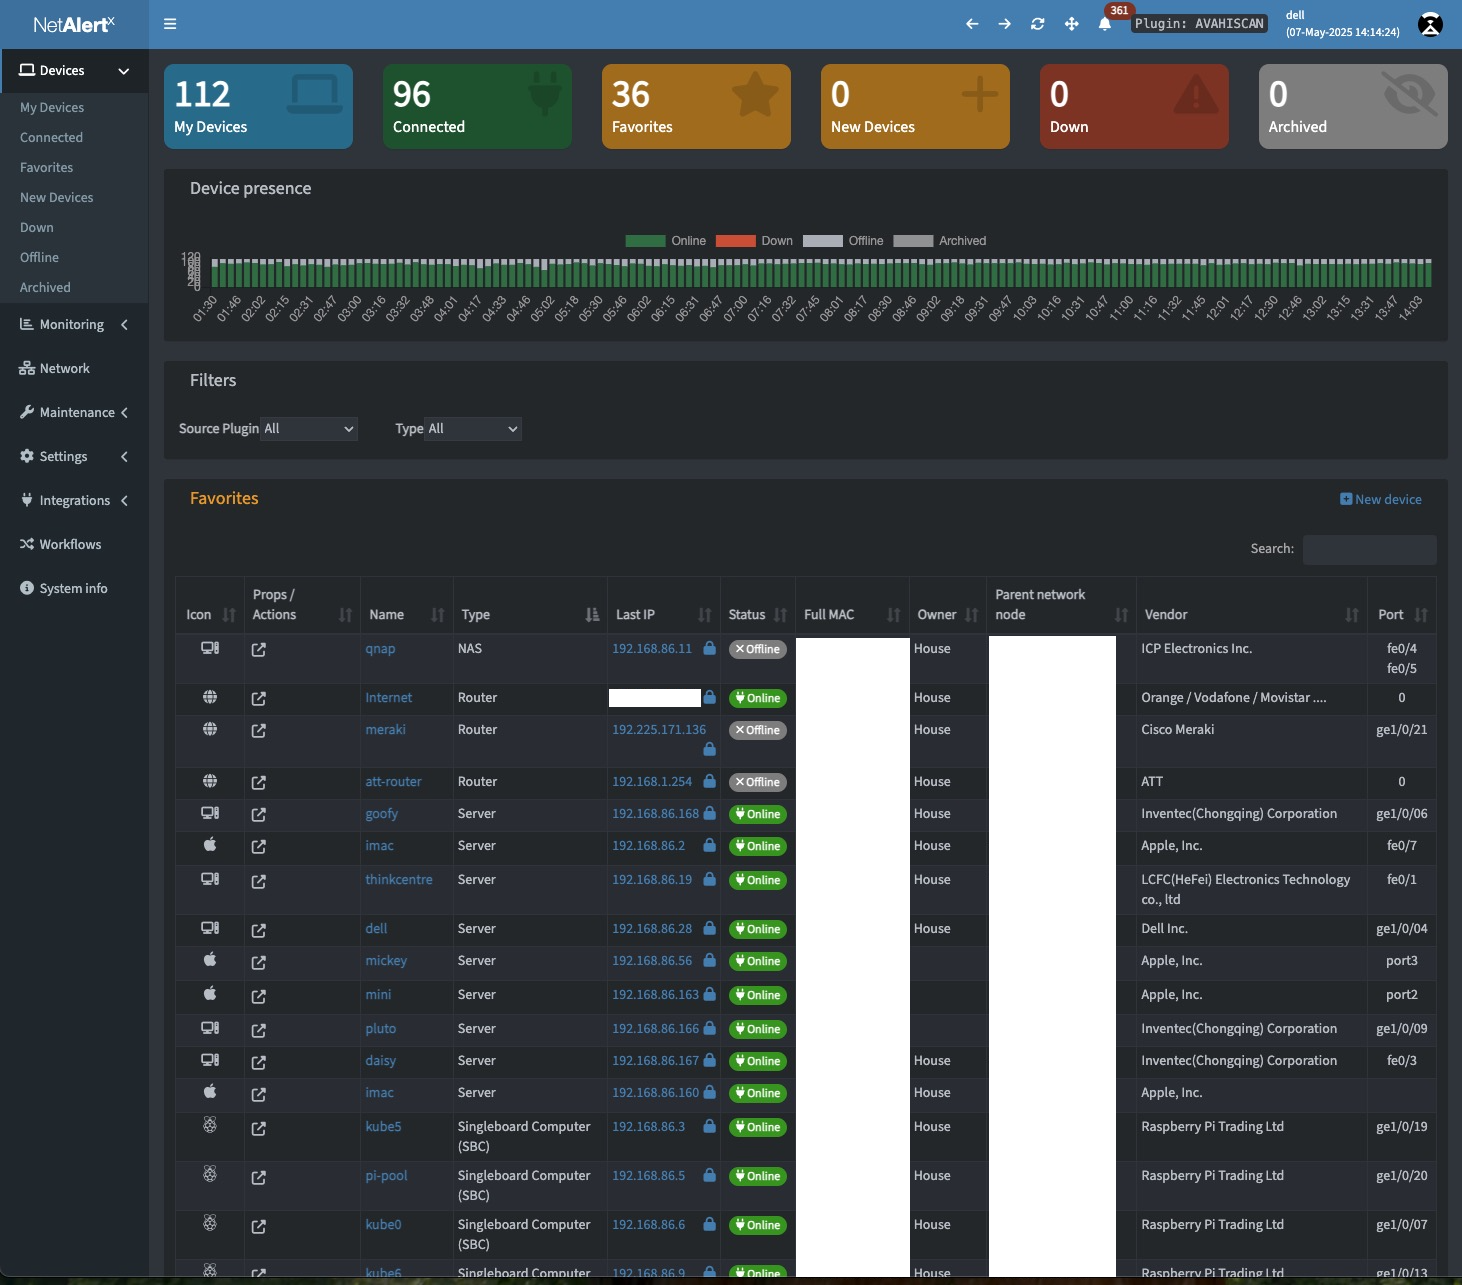 NetAlertx
361
Plugin: AVAHISCAN
dell
(07-May-2025 14:14:24)
Devices
My Devices
Connected
Favorites
New Devices
Down
Offline
Archived
Monitoring
Network
Maintenance
Settings
Integrations
Workflows
System info
112
My Devices
96
Connected
36
Favorites
0
New Devices
0
Down
0
Archived
Device presence
Online Down Offline Archived
120
0
01:30 01:46 02:02 02:15 02:31 02:47 03:00 03:16 03:32 03:48 04:01 04:17 04:33 04:46 05:02 05:18 05:30 05:46 06:02 06:15 06:31 06:47 07:00 07:16 07:32 07:45 08:01 08:17 08:30 08:46 09:02 09:18 09:31 09:47 10:03 10:16 10:31 10:47 11:00 11:16 11:32 11:45 12:01 12:17 12:30 12:46 13:02 13:15 13:31 13:47 14:03
Filters
Source Plugin All Type All
Favorites
New device
Search:
Icon Props / Actions Name Type Last IP Status Full MAC Owner Parent network node Vendor Port
qnap NAS 192.168.86.11 Offline House ICP Electronics Inc. fe0/4
fe0/5
Internet Router Online House Orange / Vodafone / Movistar .... 0
meraki Router 192.225.171.136 Offline House Cisco Meraki ge1/0/21
att-router Router 192.168.1.254 Offline House ATT 0
goofy Server 192.168.86.168 Online House Inventec(Chongqing) Corporation ge1/0/06
imac Server 192.168.86.2 Online House Apple, Inc. fe0/7
thinkcentre Server 192.168.86.19 Online House LCFC(HeFei) Electronics Technology fe0/1
co., ltd
dell Server 192.168.86.28 Online House Dell Inc. ge1/0/04
mickey Server 192.168.86.56 Online Apple, Inc. port3
mini Server 192.168.86.163 Online Apple, Inc. port2
pluto Server 192.168.86.166 Online Inventec(Chongqing) Corporation ge1/0/09
daisy Server 192.168.86.167 Online House Inventec(Chongqing) Corporation fe0/3
imac Server 192.168.86.160 Online House Apple, Inc.
kube5 Singleboard Computer 192.168.86.3 Online House Raspberry Pi Trading Ltd ge1/0/19
(SBC)
pi-pool Singleboard Computer 192.168.86.5 Online House Raspberry Pi Trading Ltd ge1/0/20
(SBC)
kube0 Singleboard Computer 192.168.86.6 Online House Raspberry Pi Trading Ltd ge1/0/07
(SBC)
kube6 Singleboard Computer 192.168.86.9 Online House Raspberry Pi Trading Ltd ge1/0/13